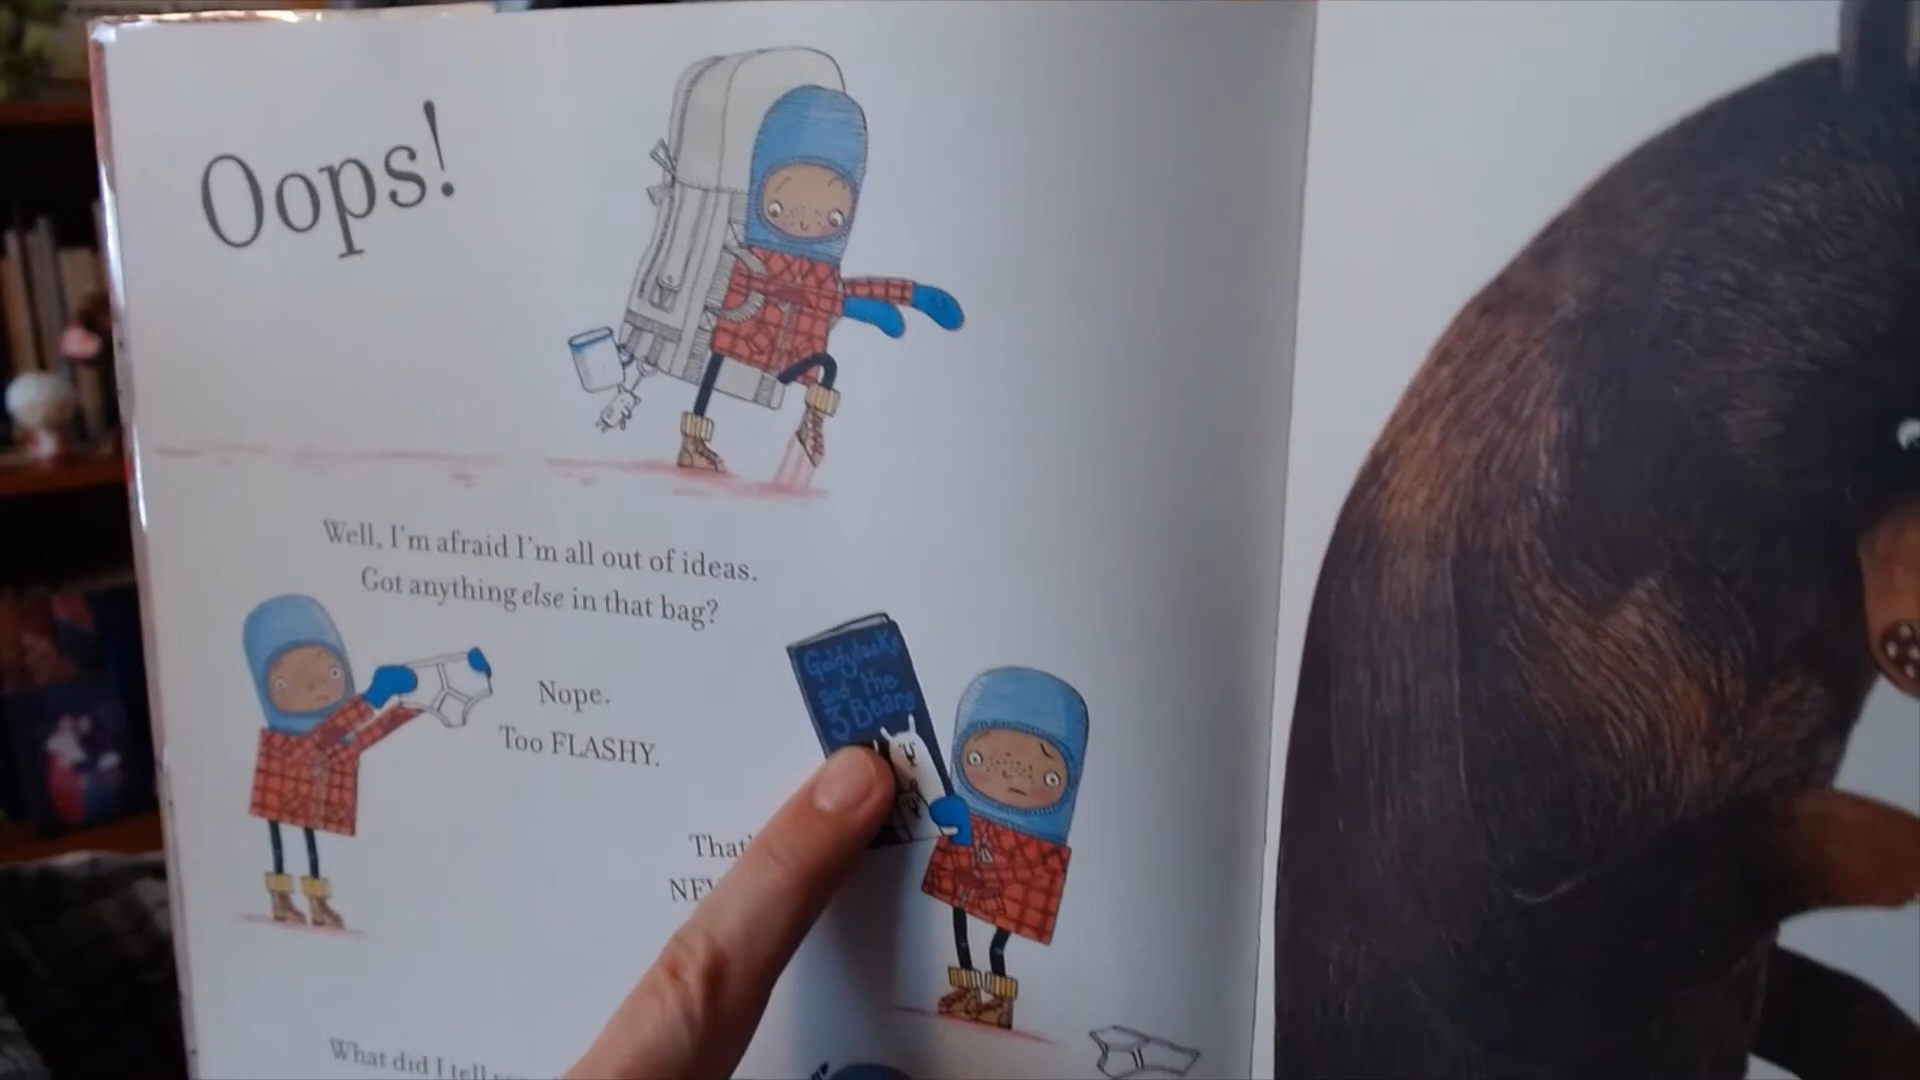 Oops!
Well, I'm afraid I'm all out of ideas.
Got anything else in that bag?
Nope.
Too FLASHY.
Goldylocks
and the
3 Bears
What did I tell